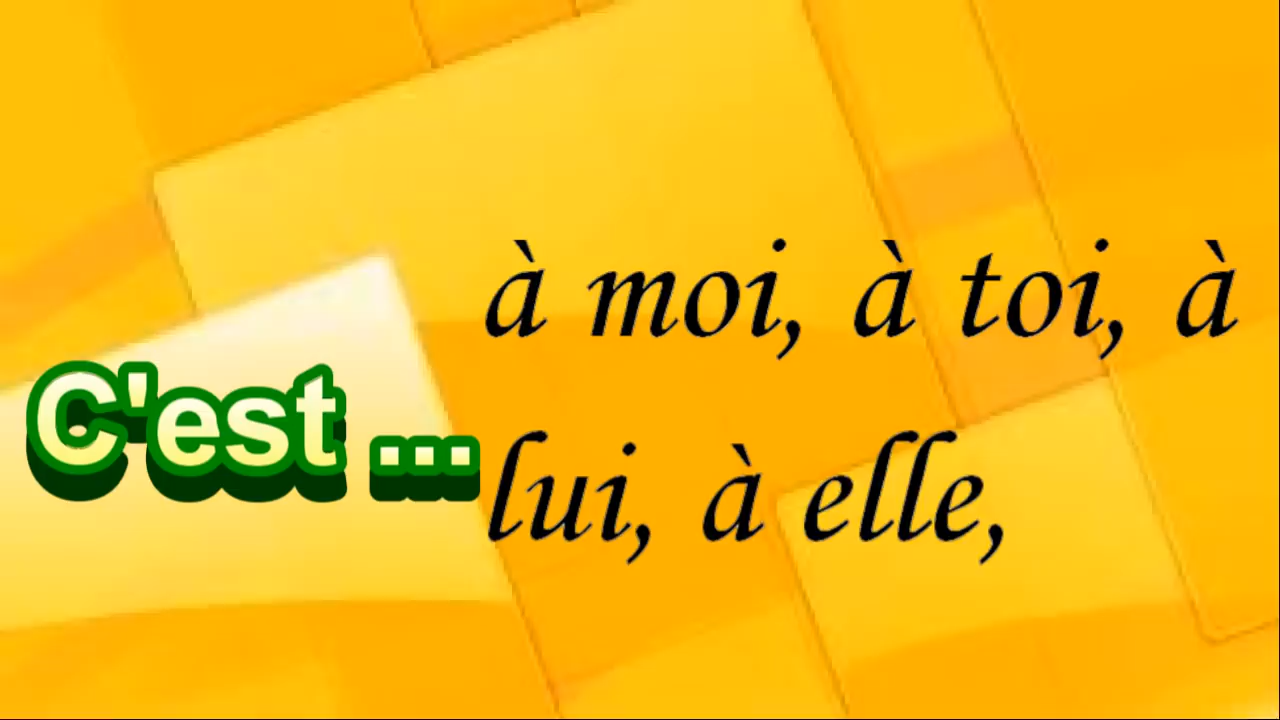 C'est ...
à moi, à toi, à
lui, à elle,